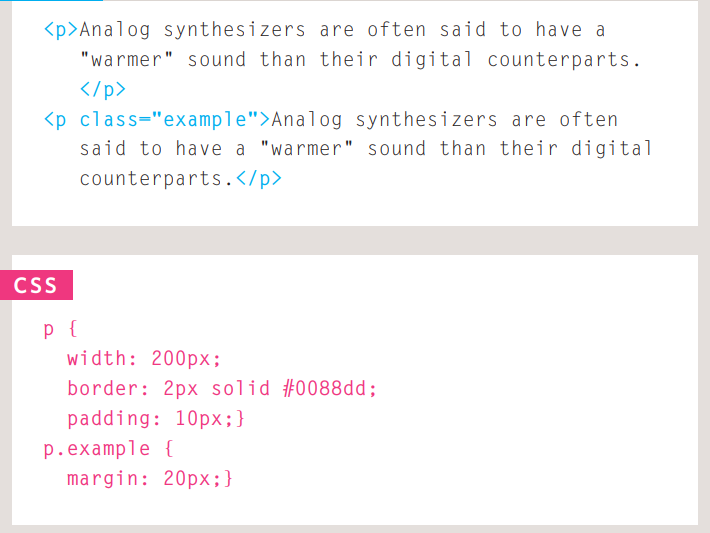 <p>Analog synthesizers are often said to have a
"warmer" sound than their digital counterparts.
</p>
<p class="example">Analog synthesizers are often
said to have a "warmer" sound than their digital
counterparts.</p>
CSS
p {
width: 200px;
border: 2px solid #0088dd;
padding: 10px;}
p.example {
margin: 20px;}